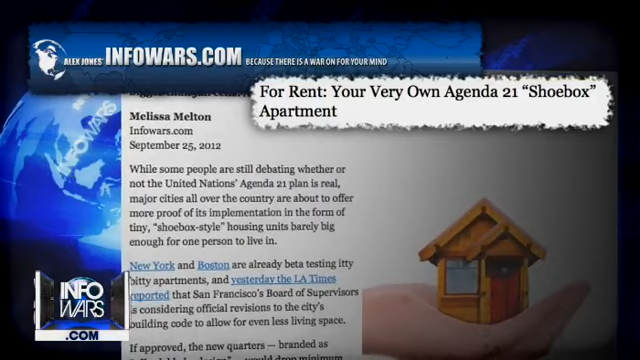 ALEX JONES' INFOWARS.COM BECAUSE THERE IS A WAR ON FOR YOUR MIND
For Rent: Your Very Own Agenda 21 “Shoebox”
Apartment
Melissa Melton
Infowars.com
September 25, 2012
While some people are still debating whether or
not the United Nations' Agenda 21 plan is real,
major cities all over the country are about to offer
more proof of its implementation in the form of
tiny, “shoebox-style” housing units barely big
enough for one person to live in.
New York and Boston are already beta testing itty
bitty apartments, and yesterday the LA Times
reported that San Francisco's Board of Supervisors
is considering official revisions to the city's
building code to allow for even less living space.
If approved, the new quarters — branded as
would drop minimum
INFOWARS
INFO
WARS
.COM